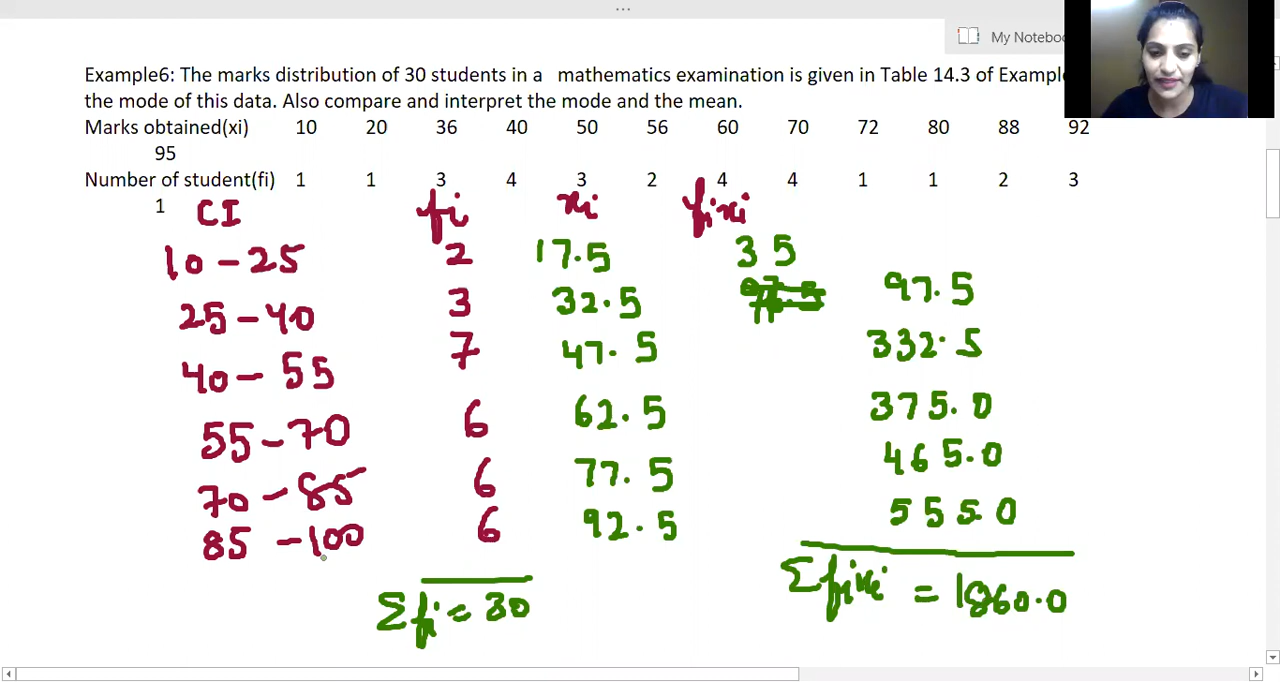 My Notebo
Example6: The marks distribution of 30 students in a mathematics examination is given in Table 14.3 of Exampl
the mode of this data. Also compare and interpret the mode and the mean.
Marks obtained(xi) 10 20 36 40 50 56 60 70 72 80 88 92
95
Number of student(fi) 1 1 3 4 3 2 4 4 1 1 2 3
1
CI fi xi fixi
10-25 2 17.5 35
25-40 3 32.5 97.5
40-55 7 47.5 332.5
55-70 6 62.5 375.0
70-85 6 77.5 465.0
85-100 6 92.5 555.0
Σfi = 30 Σfixi = 1860.0